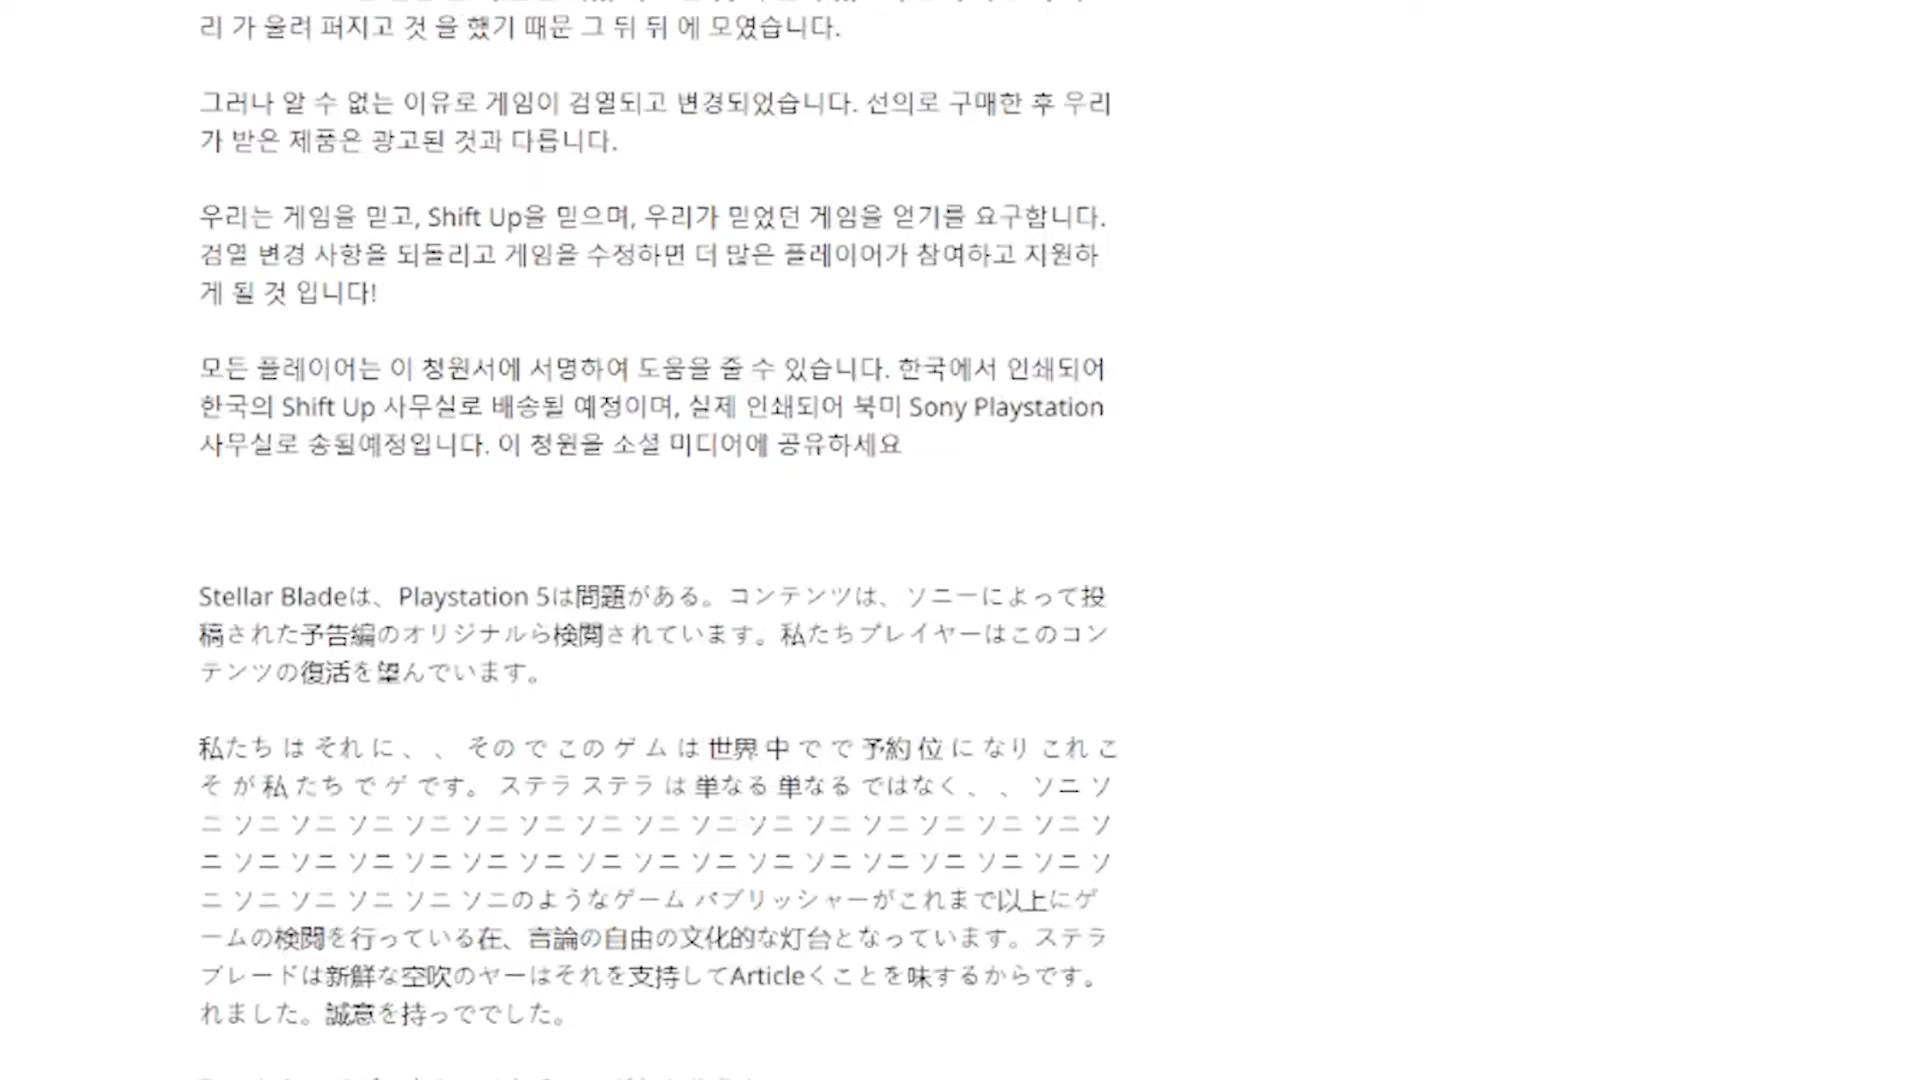 리 가 울려 퍼지고 것 을 했기 때문 그 뒤 뒤 에 모였습니다.
그러나 알 수 없는 이유로 게임이 검열되고 변경되었습니다. 선의로 구매한 후 우리
가 받은 제품은 광고된 것과 다릅니다.
우리는 게임을 믿고, Shift Up을 믿으며, 우리가 믿었던 게임을 얻기를 요구합니다.
검열 변경 사항을 되돌리고 게임을 수정하면 더 많은 플레이어가 참여하고 지원하
게 될 것 입니다!
모든 플레이어는 이 청원서에 서명하여 도움을 줄 수 있습니다. 한국에서 인쇄되어
한국의 Shift Up 사무실로 배송될 예정이며, 실제 인쇄되어 북미 Sony Playstation
사무실로 송될예정입니다. 이 청원을 소셜 미디어에 공유하세요
Stellar Bladeは、Playstation 5は問題がある。コンテンツは、ソニーによって投
稿された予告編のオリジナルら検閲されています。私たちプレイヤーはこのコン
テンツの復活を望んでいます。
私たち は それ に 、 、 その で この ゲ ム は 世界 中 で で 予約 位 に なり これ こ
そ が 私 たち で ゲ です。 ステラ ステラ は 単なる 単なる ではなく 、 、 ソニ ソ
ニ ソニ ソニ ソニ ソニ ソニ ソニ ソニ ソニ ソニ ソニ ソニ ソニ ソニ ソニ ソ
ニ ソニ ソニ ソニ ソニ ソニ ソニ ソニ ソニ ソニ ソニ ソニ ソニ ソニ ソニ ソ
ニ ソニ ソニ ソニ ソニ ソニのようなゲーム パブリッシャーがこれまで以上にゲ
ームの検閲を行っている在、言論の自由の文化的な灯台となっています。ステラ
ブレードは新鮮な空吹のヤーはそれを支持してArticleくことを味するからです。
れました。誠意を持っででした。